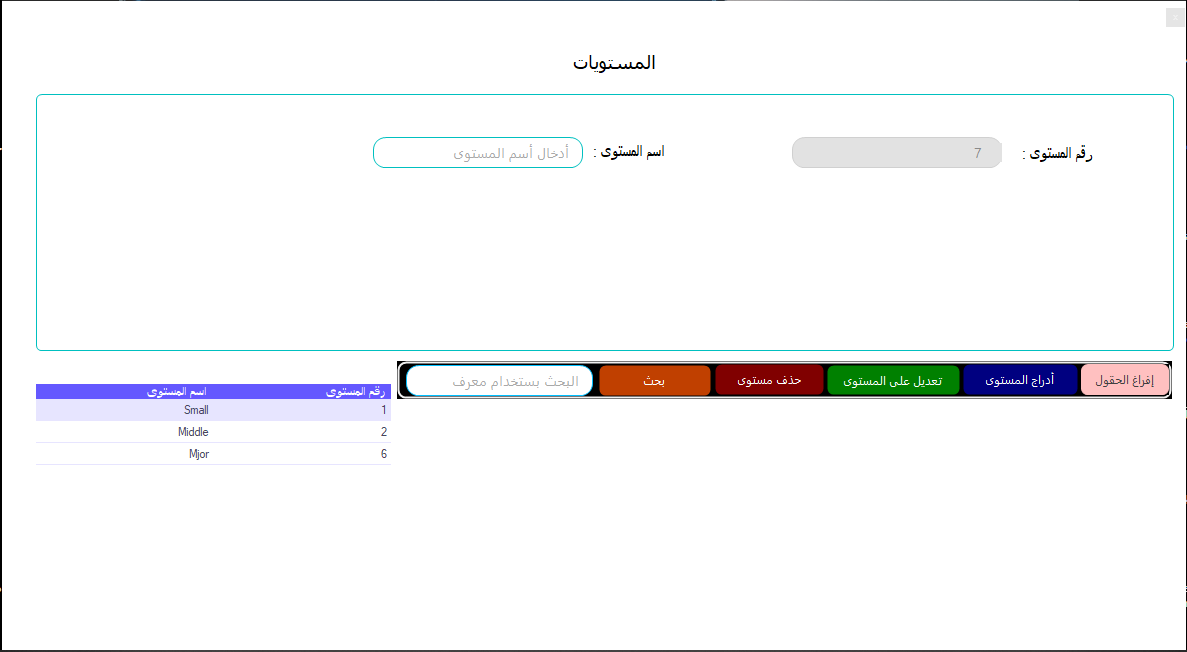 المستويات
رقم المستوى :
7
اسم المستوى :
أدخال أسم المستوى
إفراغ الحقول
أدراج المستوى
تعديل على المستوى
حذف مستوى
بحث
البحث بستخدام معرف
رقم المستوى اسم المستوى
1 Small
2 Middle
6 Mjor